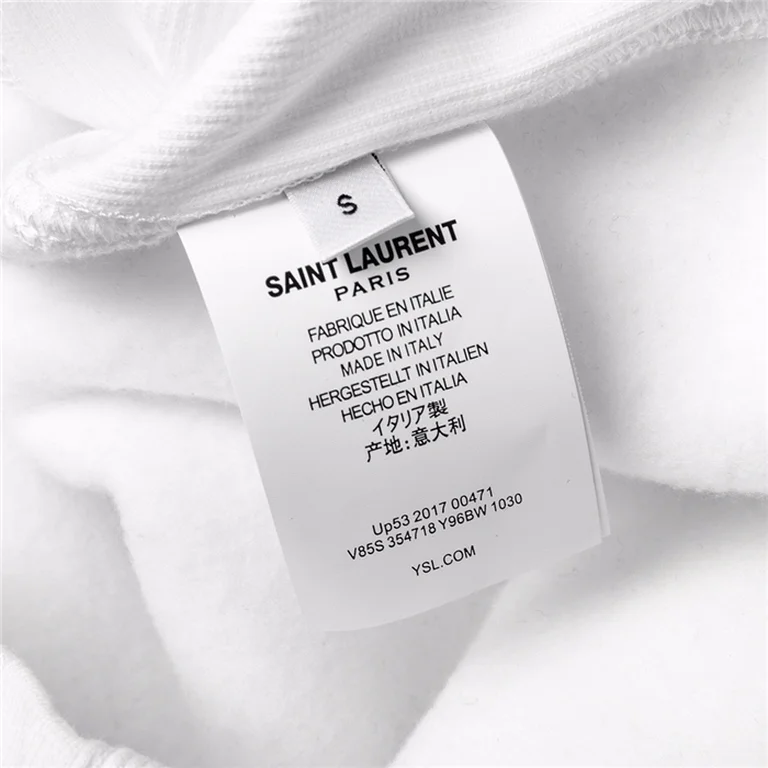 S
SAINT LAURENT
PARIS
FABRIQUE EN ITALIE
PRODOTTO IN ITALIA
MADE IN ITALY
HERGESTELLT IN ITALIEN
HECHO EN ITALIA
イタリア製
产地:意大利
Up53 2017 00471
V85S 354718 Y96BW 1030
YSL.COM